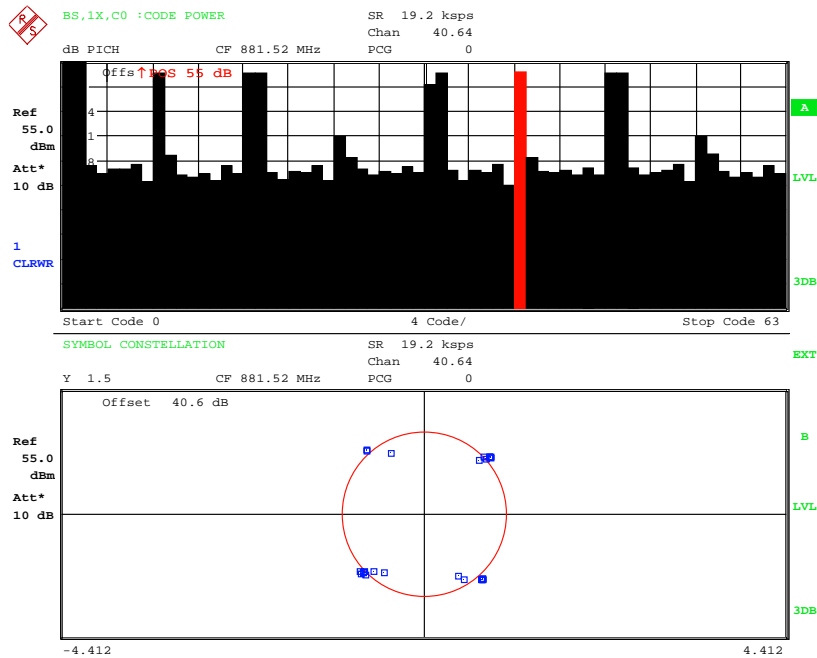 R S
BS,1X,C0 :CODE POWER
SR 19.2 ksps
Chan 40.64
dB PICH CF 881.52 MHz PCG 0
Offs↑POS 55 dB
Ref
55.0
dBm
Att*
10 dB
4
1
8
1
CLRWR
A
LVL
3DB
Start Code 0 4 Code/ Stop Code 63
SYMBOL CONSTELLATION
SR 19.2 ksps
Chan 40.64
Y 1.5 CF 881.52 MHz PCG 0
EXT
Offset 40.6 dB
Ref
55.0
dBm
Att*
10 dB
B
LVL
3DB
-4.412 4.412